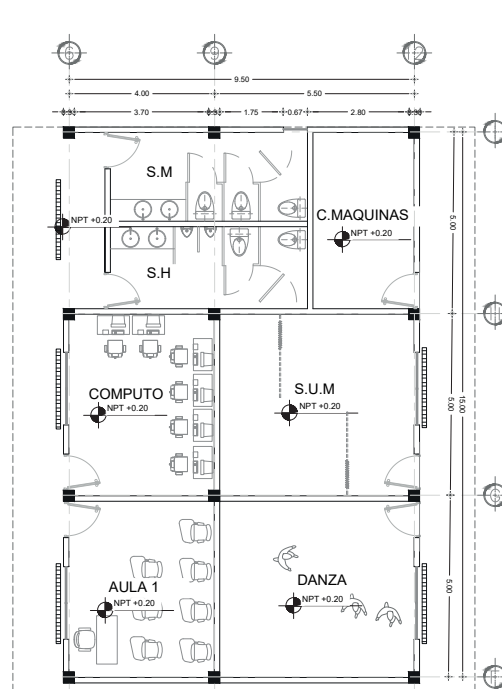 9.50
4.00 5.50
3.70 1.75 0.67 2.80
S.M
C.MAQUINAS
NPT +0.20
NPT +0.20
5.00
S.H
COMPUTO
NPT +0.20
S.U.M
NPT +0.20
5.00
15.00
AULA 1
NPT +0.20
DANZA
NPT +0.20
5.00